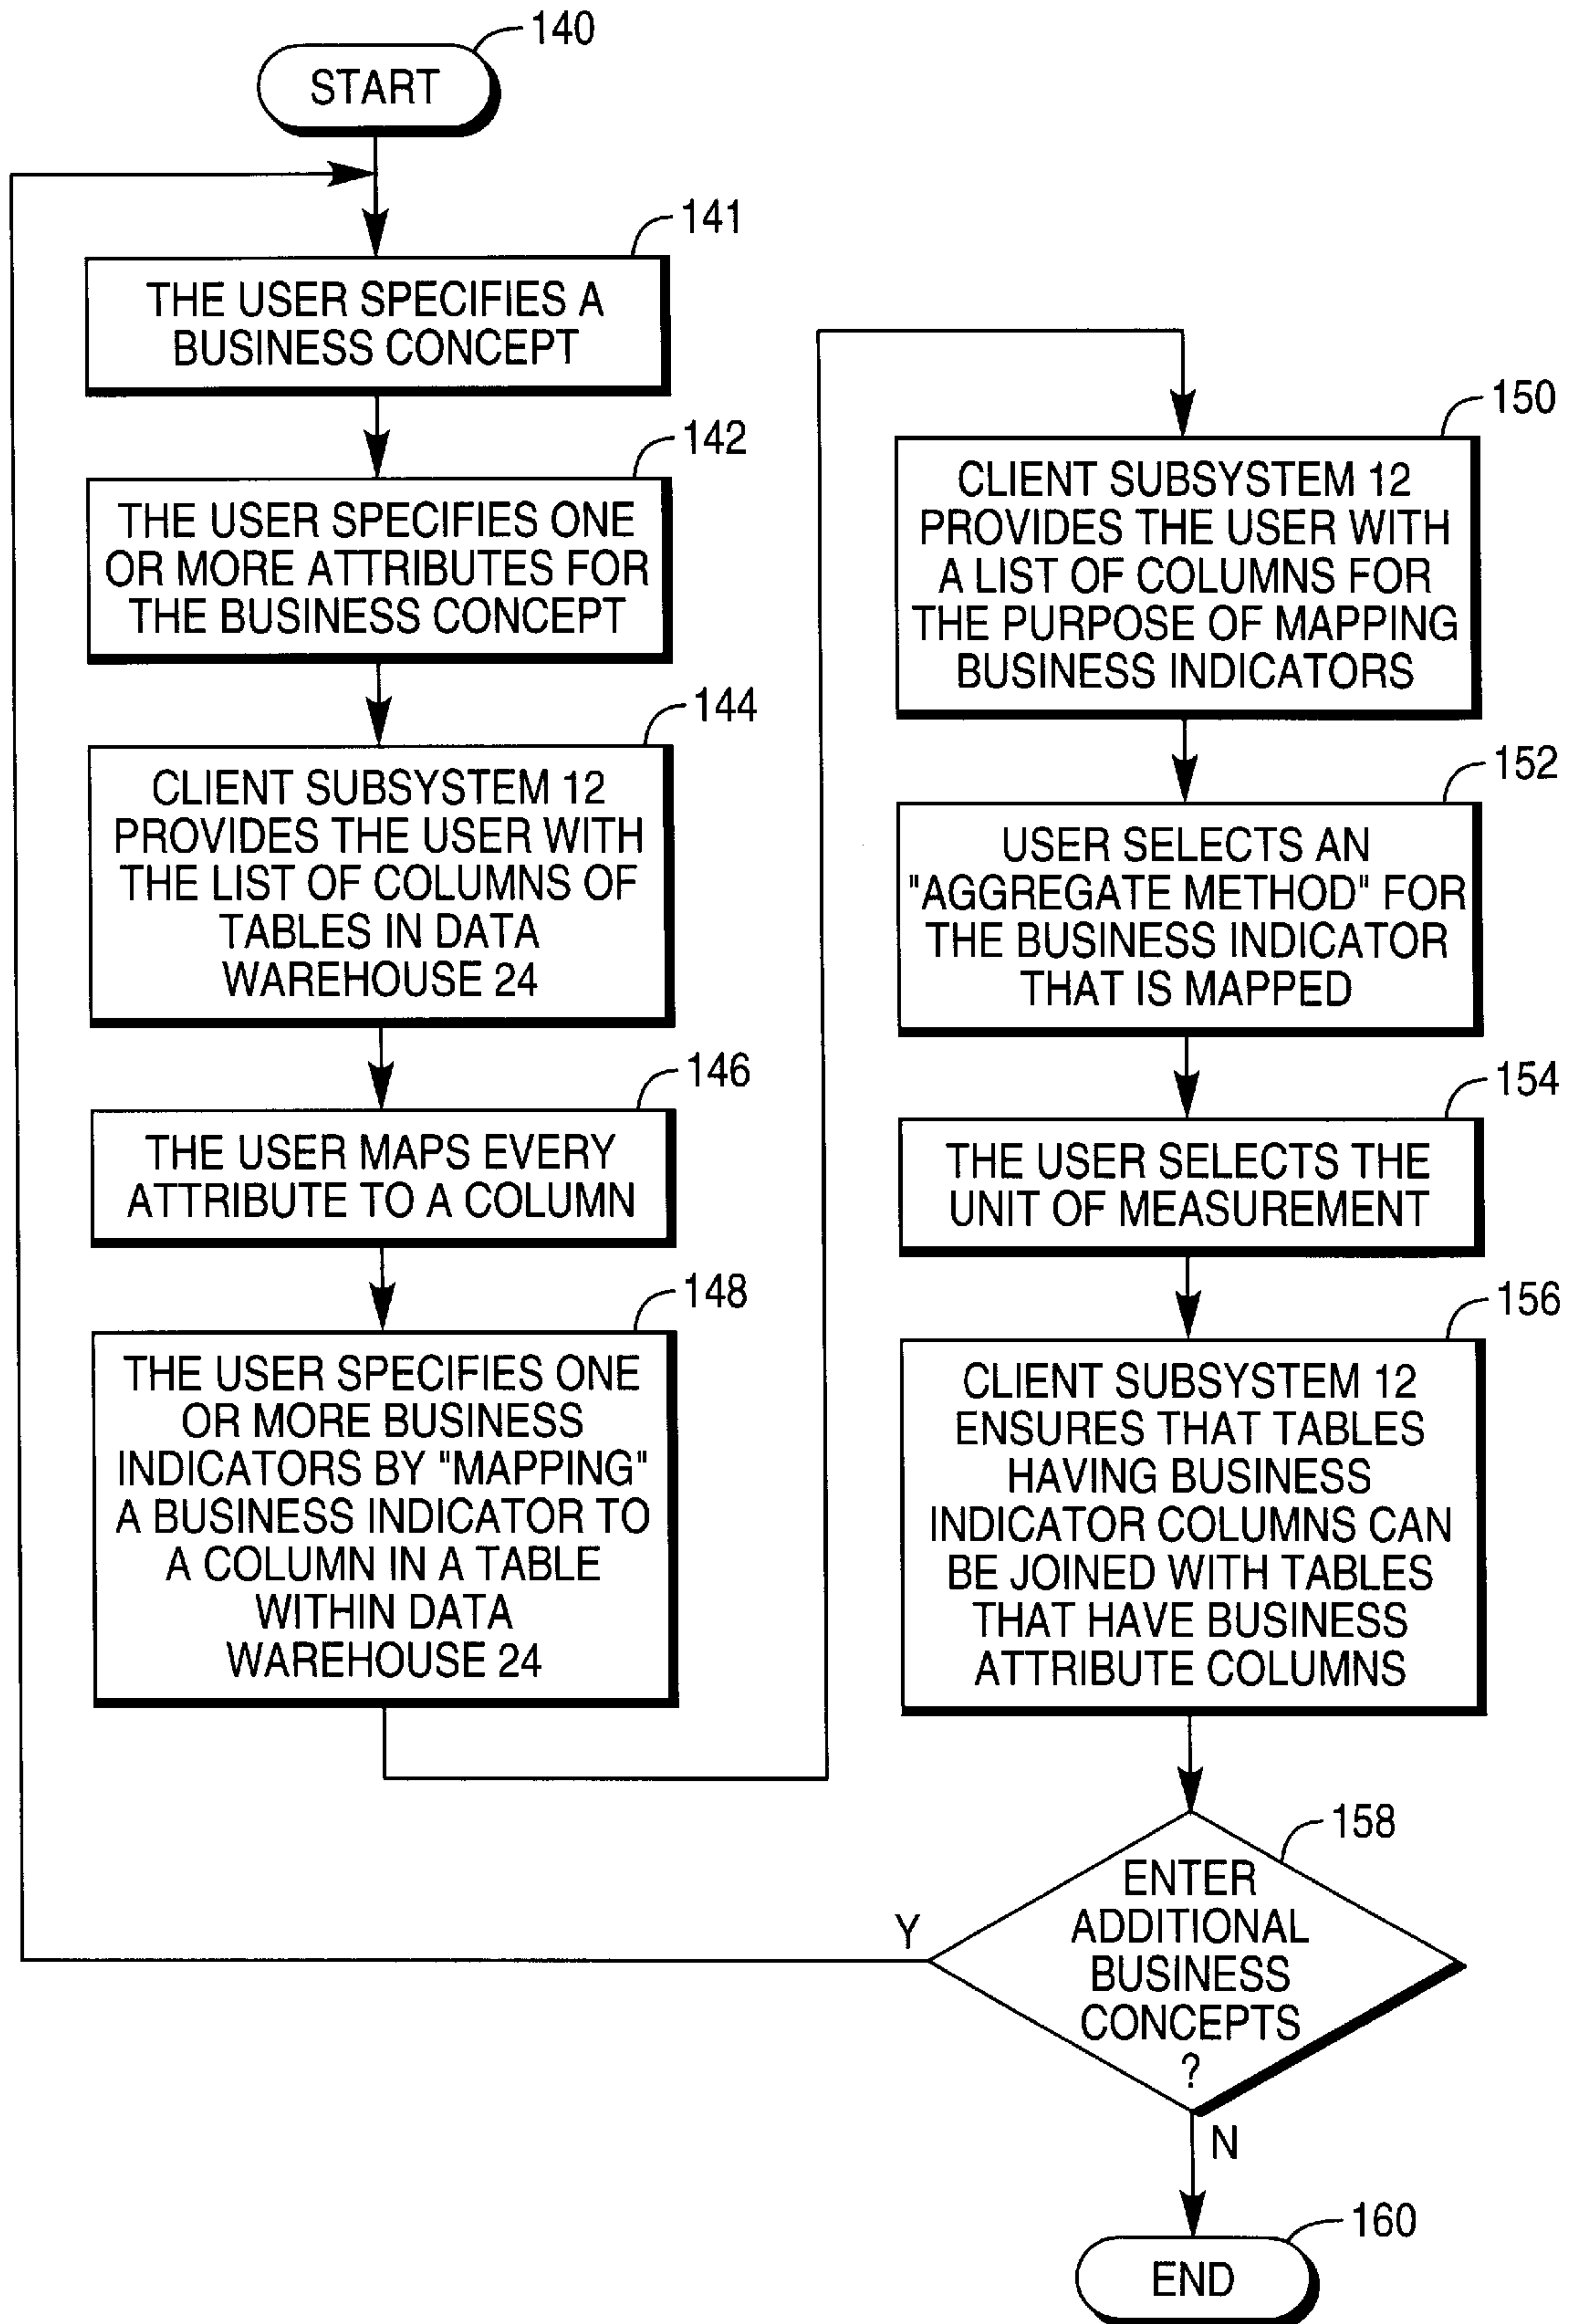 140
START
141
THE USER SPECIFIES A
BUSINESS CONCEPT
142
THE USER SPECIFIES ONE
OR MORE ATTRIBUTES FOR
THE BUSINESS CONCEPT
144
CLIENT SUBSYSTEM 12
PROVIDES THE USER WITH
THE LIST OF COLUMNS OF
TABLES IN DATA
WAREHOUSE 24
146
THE USER MAPS EVERY
ATTRIBUTE TO A COLUMN
148
THE USER SPECIFIES ONE
OR MORE BUSINESS
INDICATORS BY "MAPPING"
A BUSINESS INDICATOR TO
A COLUMN IN A TABLE
WITHIN DATA
WAREHOUSE 24
150
CLIENT SUBSYSTEM 12
PROVIDES THE USER WITH
A LIST OF COLUMNS FOR
THE PURPOSE OF MAPPING
BUSINESS INDICATORS
152
USER SELECTS AN
"AGGREGATE METHOD" FOR
THE BUSINESS INDICATOR
THAT IS MAPPED
154
THE USER SELECTS THE
UNIT OF MEASUREMENT
156
CLIENT SUBSYSTEM 12
ENSURES THAT TABLES
HAVING BUSINESS
INDICATOR COLUMNS CAN
BE JOINED WITH TABLES
THAT HAVE BUSINESS
ATTRIBUTE COLUMNS
158
ENTER
ADDITIONAL
BUSINESS
CONCEPTS
?
Y
N
160
END